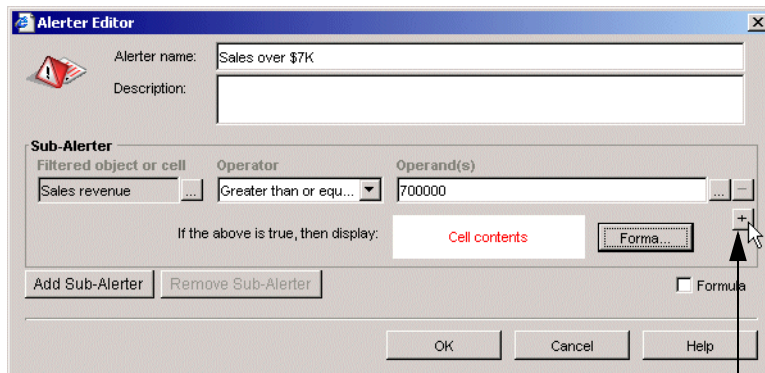 Alerter Editor
Alerter name: Sales over $7K
Description:
Sub-Alerter
Filtered object or cell Operator Operand(s)
Sales revenue ... Greater than or equ... 700000 ... −
+
If the above is true, then display: Cell contents Forma...
Add Sub-Alerter Remove Sub-Alerter Formula
OK Cancel Help